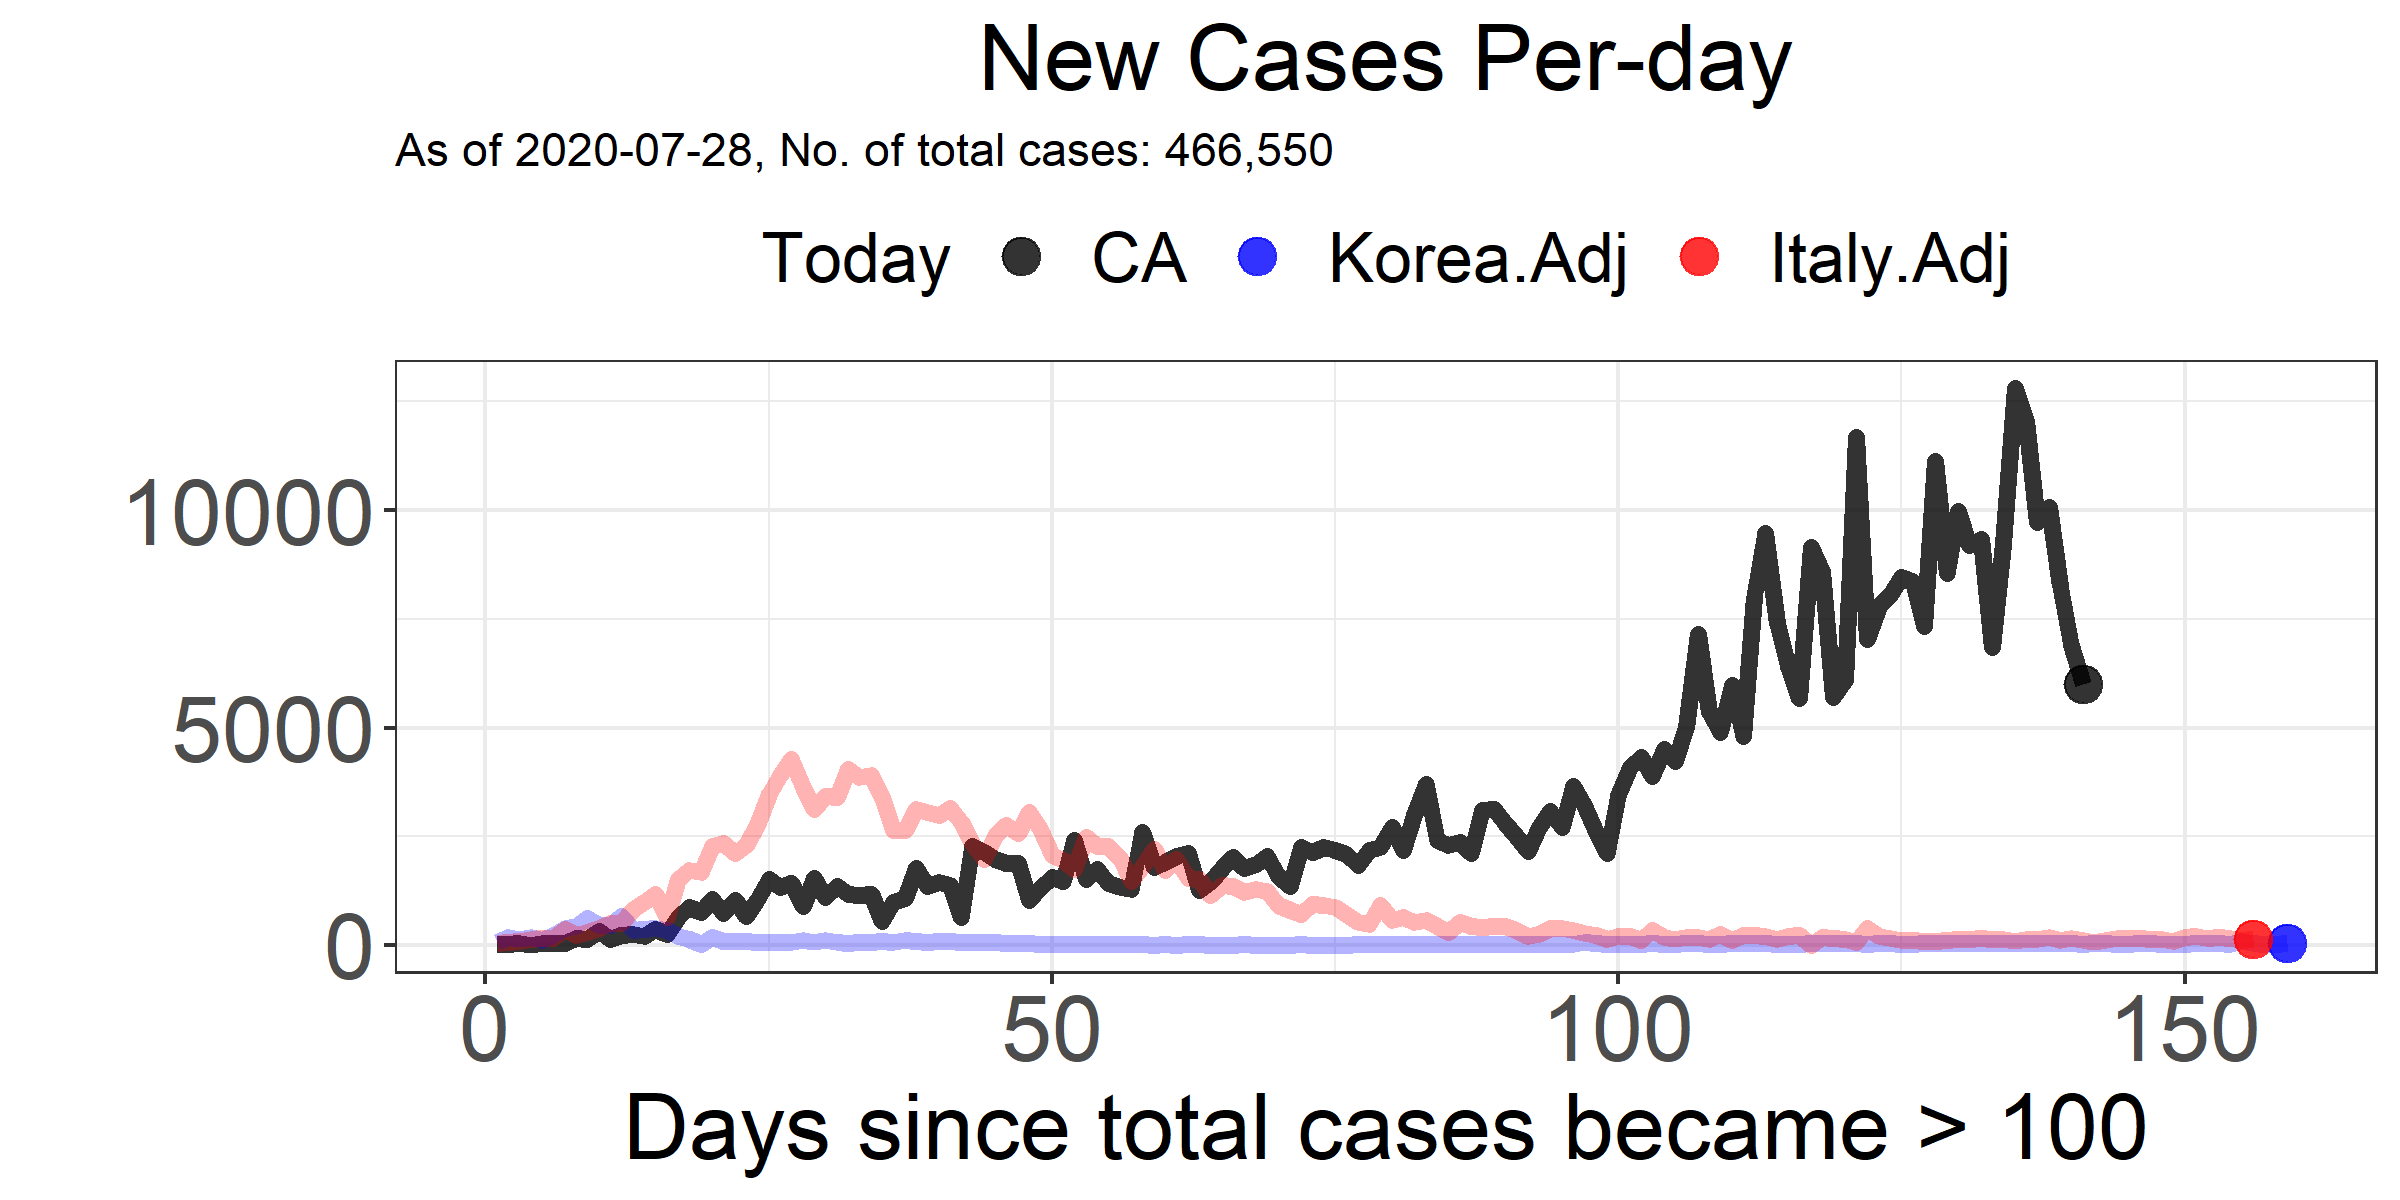 New Cases Per-day
As of 2020-07-28, No. of total cases: 466,550
Today CA Korea.Adj Italy.Adj
10000
5000
0
0 50 100 150
Days since total cases became > 100